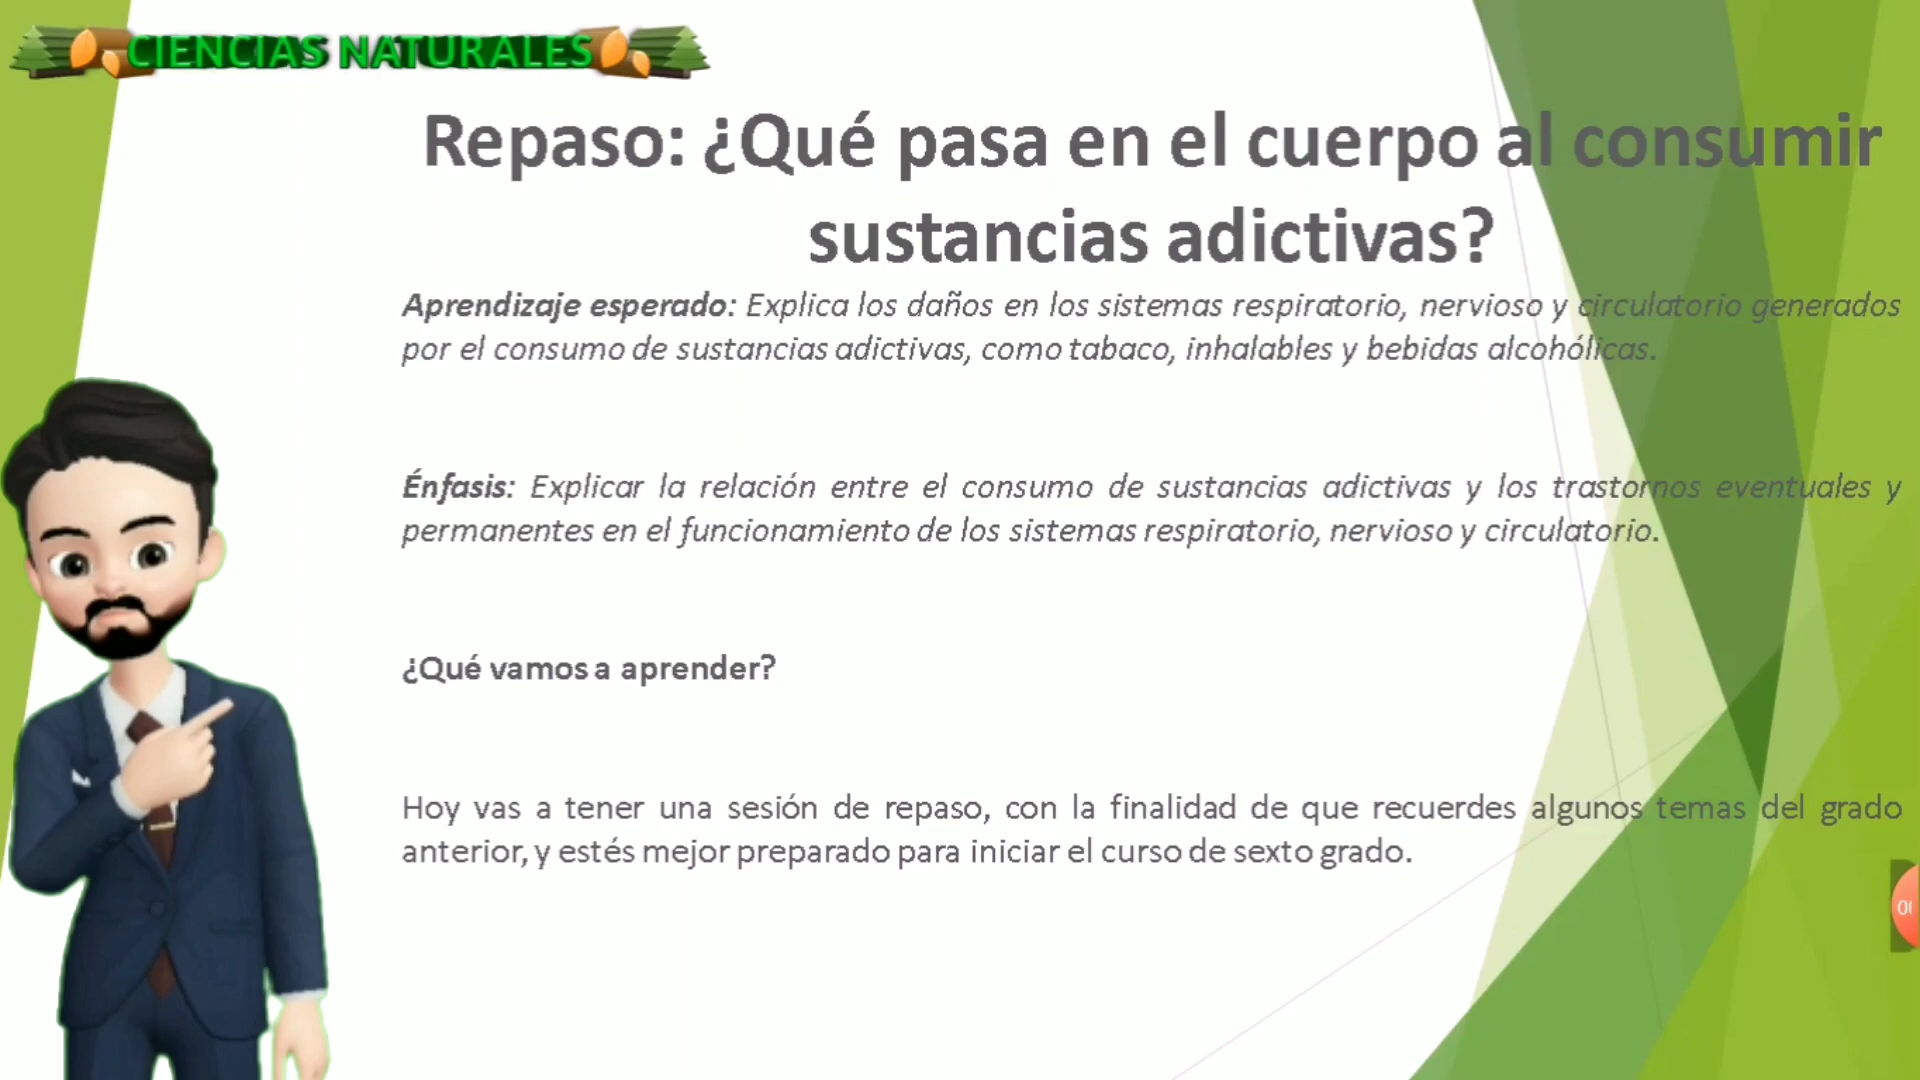 CIENCIAS NATURALES
Repaso: ¿Qué pasa en el cuerpo al consumir
sustancias adictivas?
Aprendizaje esperado: Explica los daños en los sistemas respiratorio, nervioso y circulatorio generados
por el consumo de sustancias adictivas, como tabaco, inhalables y bebidas alcohólicas.
Énfasis: Explicar la relación entre el consumo de sustancias adictivas y los trastornos eventuales y
permanentes en el funcionamiento de los sistemas respiratorio, nervioso y circulatorio.
¿Qué vamos a aprender?
Hoy vas a tener una sesión de repaso, con la finalidad de que recuerdes algunos temas del grado
anterior, y estés mejor preparado para iniciar el curso de sexto grado.